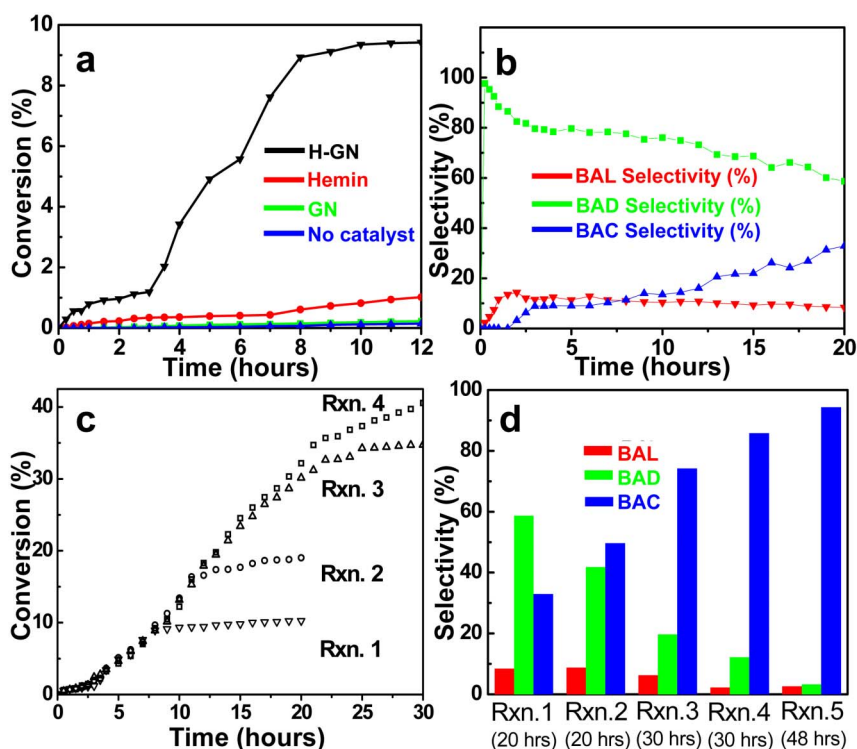 a
Conversion (%)
10
8
6
4
2
0
H-GN
Hemin
GN
No catalyst
0 2 4 6 8 10 12
Time (hours)
b
Selectivity (%)
100
80
60
40
20
0
BAL Selectivity (%)
BAD Selectivity (%)
BAC Selectivity (%)
0 5 10 15 20
Time (hours)
c
Conversion (%)
40
30
20
10
0
Rxn. 4
Rxn. 3
Rxn. 2
Rxn. 1
0 5 10 15 20 25 30
Time (hours)
d
Selectivity (%)
100
80
60
40
20
0
BAL
BAD
BAC
Rxn.1 Rxn.2 Rxn.3 Rxn.4 Rxn.5
(20 hrs) (20 hrs) (30 hrs) (30 hrs) (48 hrs)